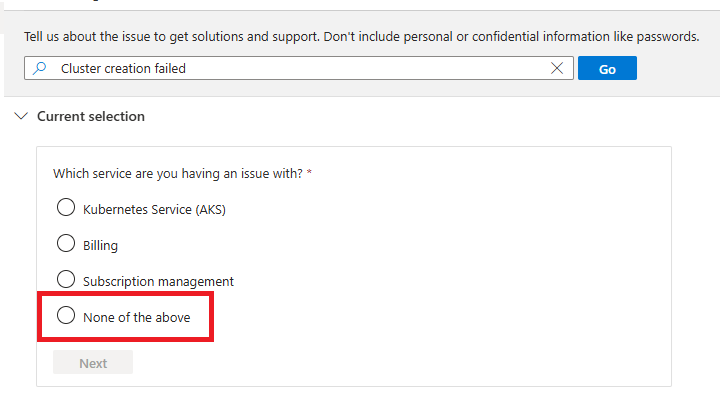 Tell us about the issue to get solutions and support. Don't include personal or confidential information like passwords.
Cluster creation failed
Go
Current selection
Which service are you having an issue with? *
Kubernetes Service (AKS)
Billing
Subscription management
None of the above
Next